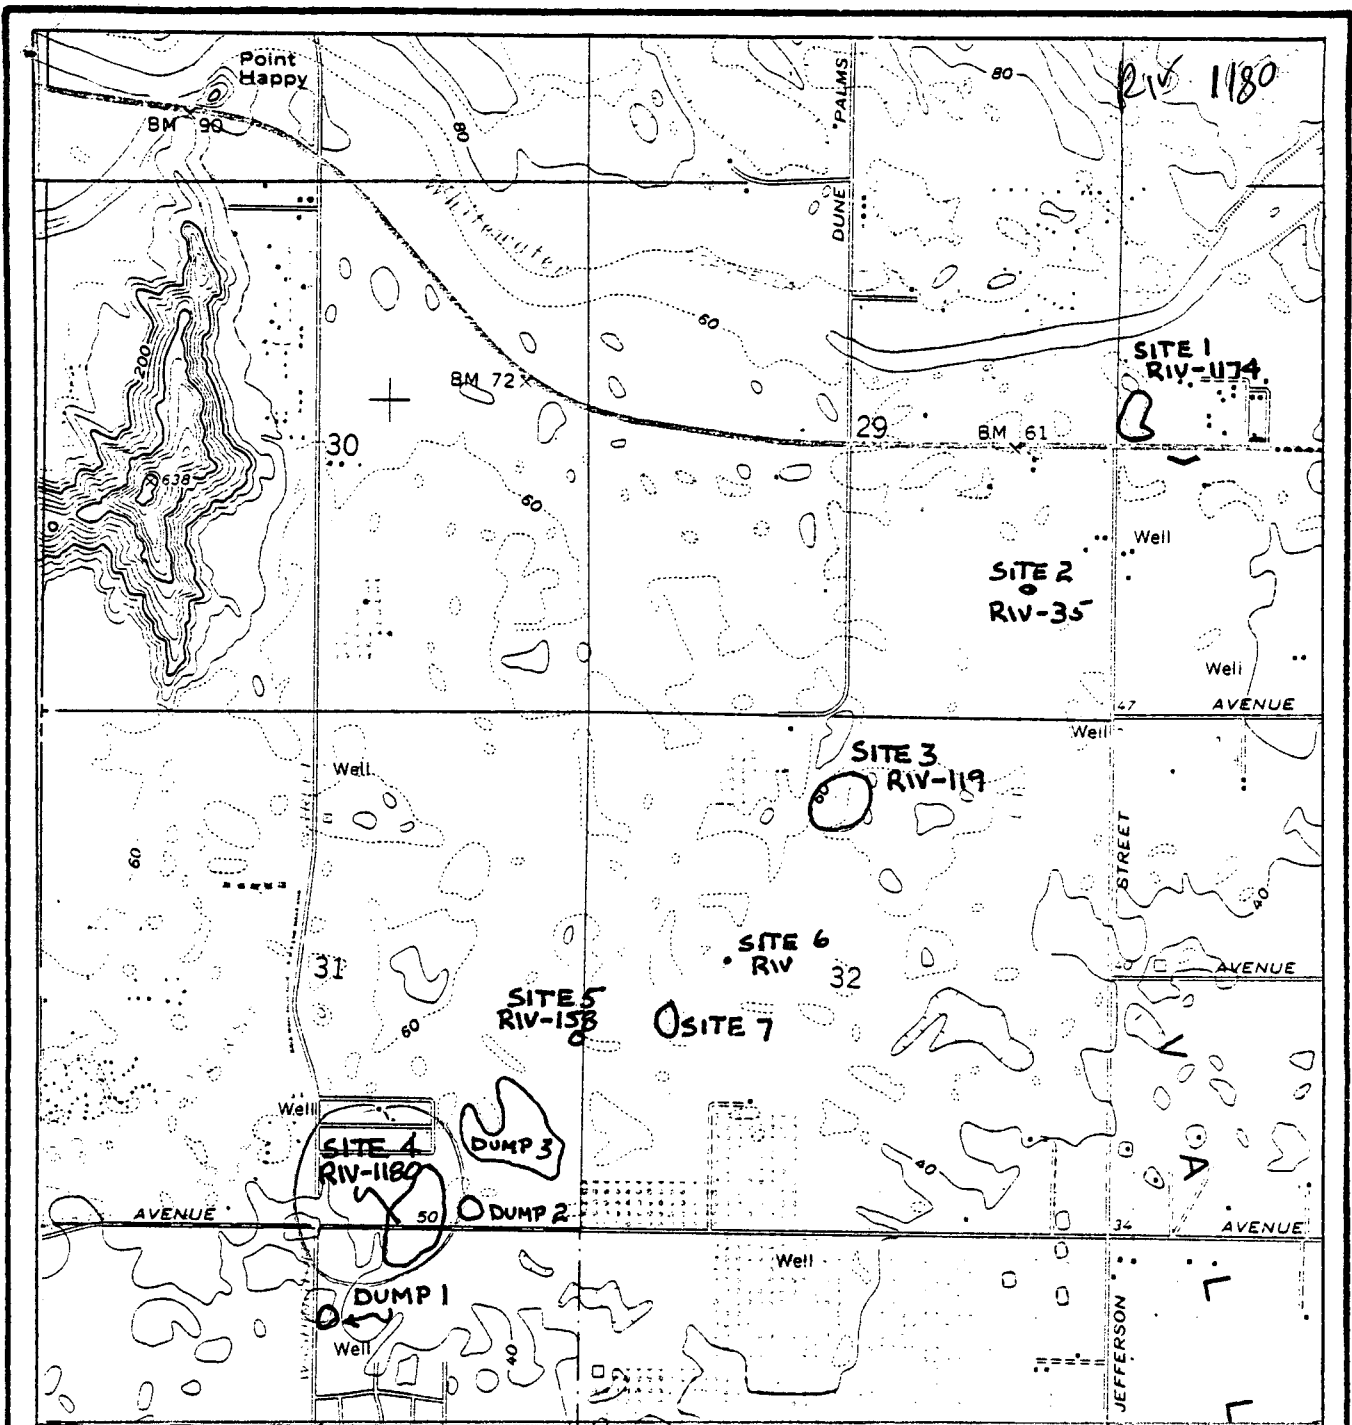 Point
Happy
BM 90
80
PALMS
80
RIV 1180
Whitewater
DUNE
200
60
SITE 1
RIV-1174
BM 72
30
29
BM 61
638
60
Well
SITE 2
RIV-35
Well
47
AVENUE
Well
SITE 3
RIV-119
60
Well
60
STREET
40
SITE 6
RIV
31
32
AVENUE
SITE 5
RIV-158
SITE 7
60
V
Well
SITE 4
RIV-1180
DUMP 3
40
A
AVENUE
50
DUMP 2
34
AVENUE
Well
DUMP 1
L
Well
40
JEFFERSON
L